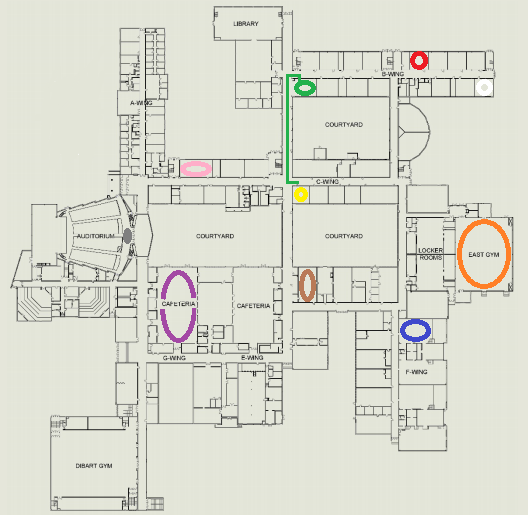 LIBRARY
B-WING
A-WING
COURTYARD
C-WING
AUDITORIUM
COURTYARD
COURTYARD
LOCKER
ROOMS
EAST GYM
CAFETERIA
CAFETERIA
G-WING
E-WING
F-WING
DIBART GYM